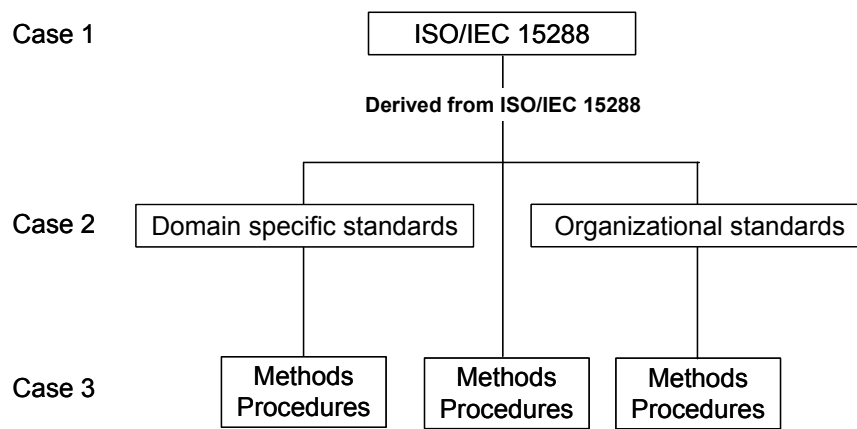 Case 1
ISO/IEC 15288
Derived from ISO/IEC 15288
Case 2
Domain specific standards
Organizational standards
Case 3
Methods
Procedures
Methods
Procedures
Methods
Procedures